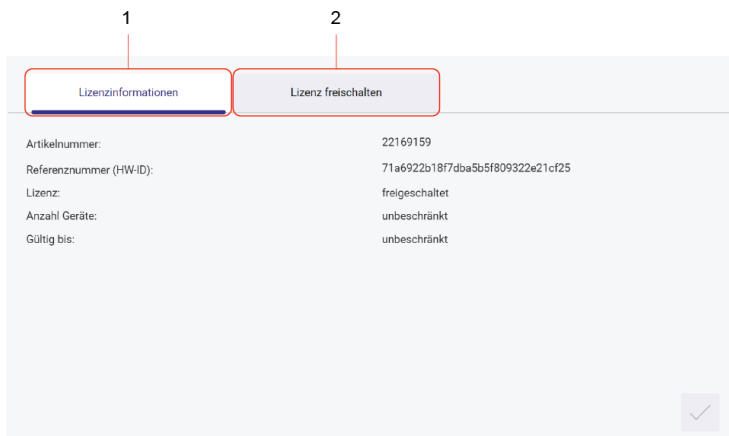 1 2
Lizenzinformationen Lizenz freischalten
Artikelnummer: 22169159
Referenznummer (HW-ID): 71a6922b18f7dba5b5f809322e21cf25
Lizenz: freigeschaltet
Anzahl Geräte: unbeschränkt
Gültig bis: unbeschränkt